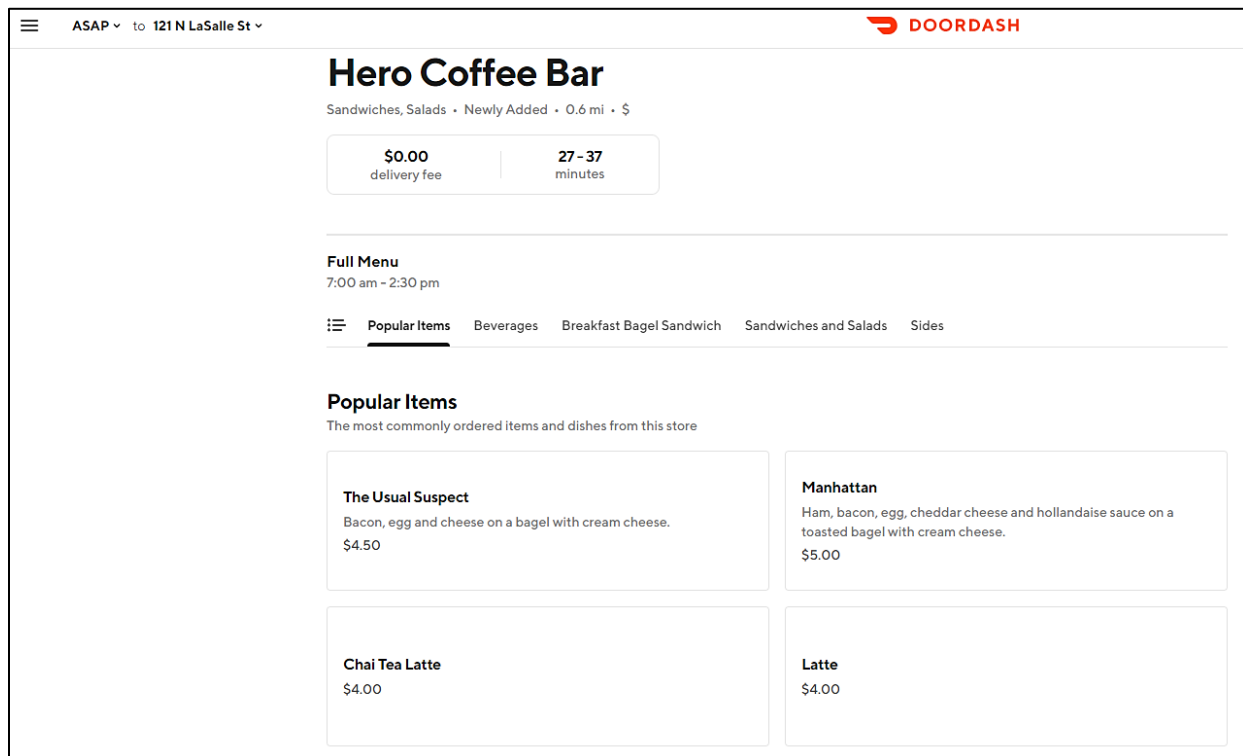 ASAP to 121 N LaSalle St
DOORDASH
Hero Coffee Bar
Sandwiches, Salads • Newly Added • 0.6 mi • $
$0.00
delivery fee
27 - 37
minutes
Full Menu
7:00 am - 2:30 pm
Popular Items Beverages Breakfast Bagel Sandwich Sandwiches and Salads Sides
Popular Items
The most commonly ordered items and dishes from this store
The Usual Suspect
Bacon, egg and cheese on a bagel with cream cheese.
$4.50
Manhattan
Ham, bacon, egg, cheddar cheese and hollandaise sauce on a
toasted bagel with cream cheese.
$5.00
Chai Tea Latte
$4.00
Latte
$4.00